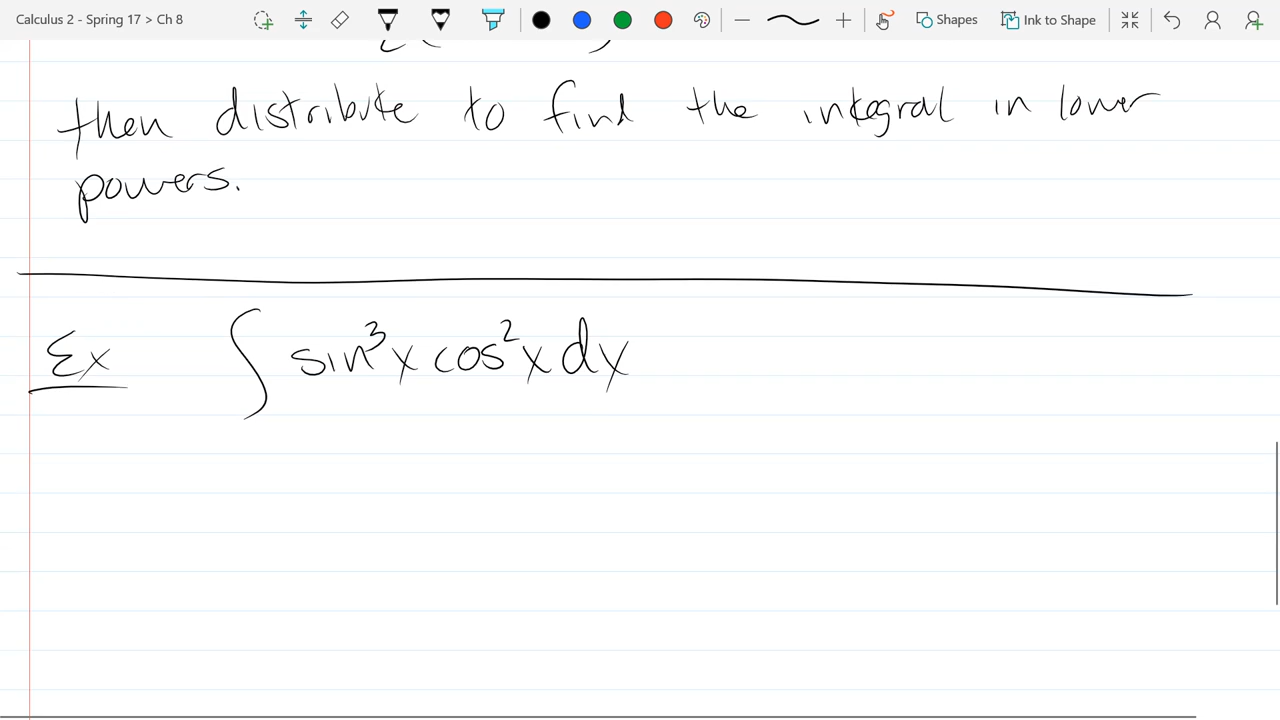 Calculus 2 - Spring 17 > Ch 8
Shapes
Ink to Shape
then distribute to find the integral in lower
powers.
Ex ∫ sin³x cos²x dx